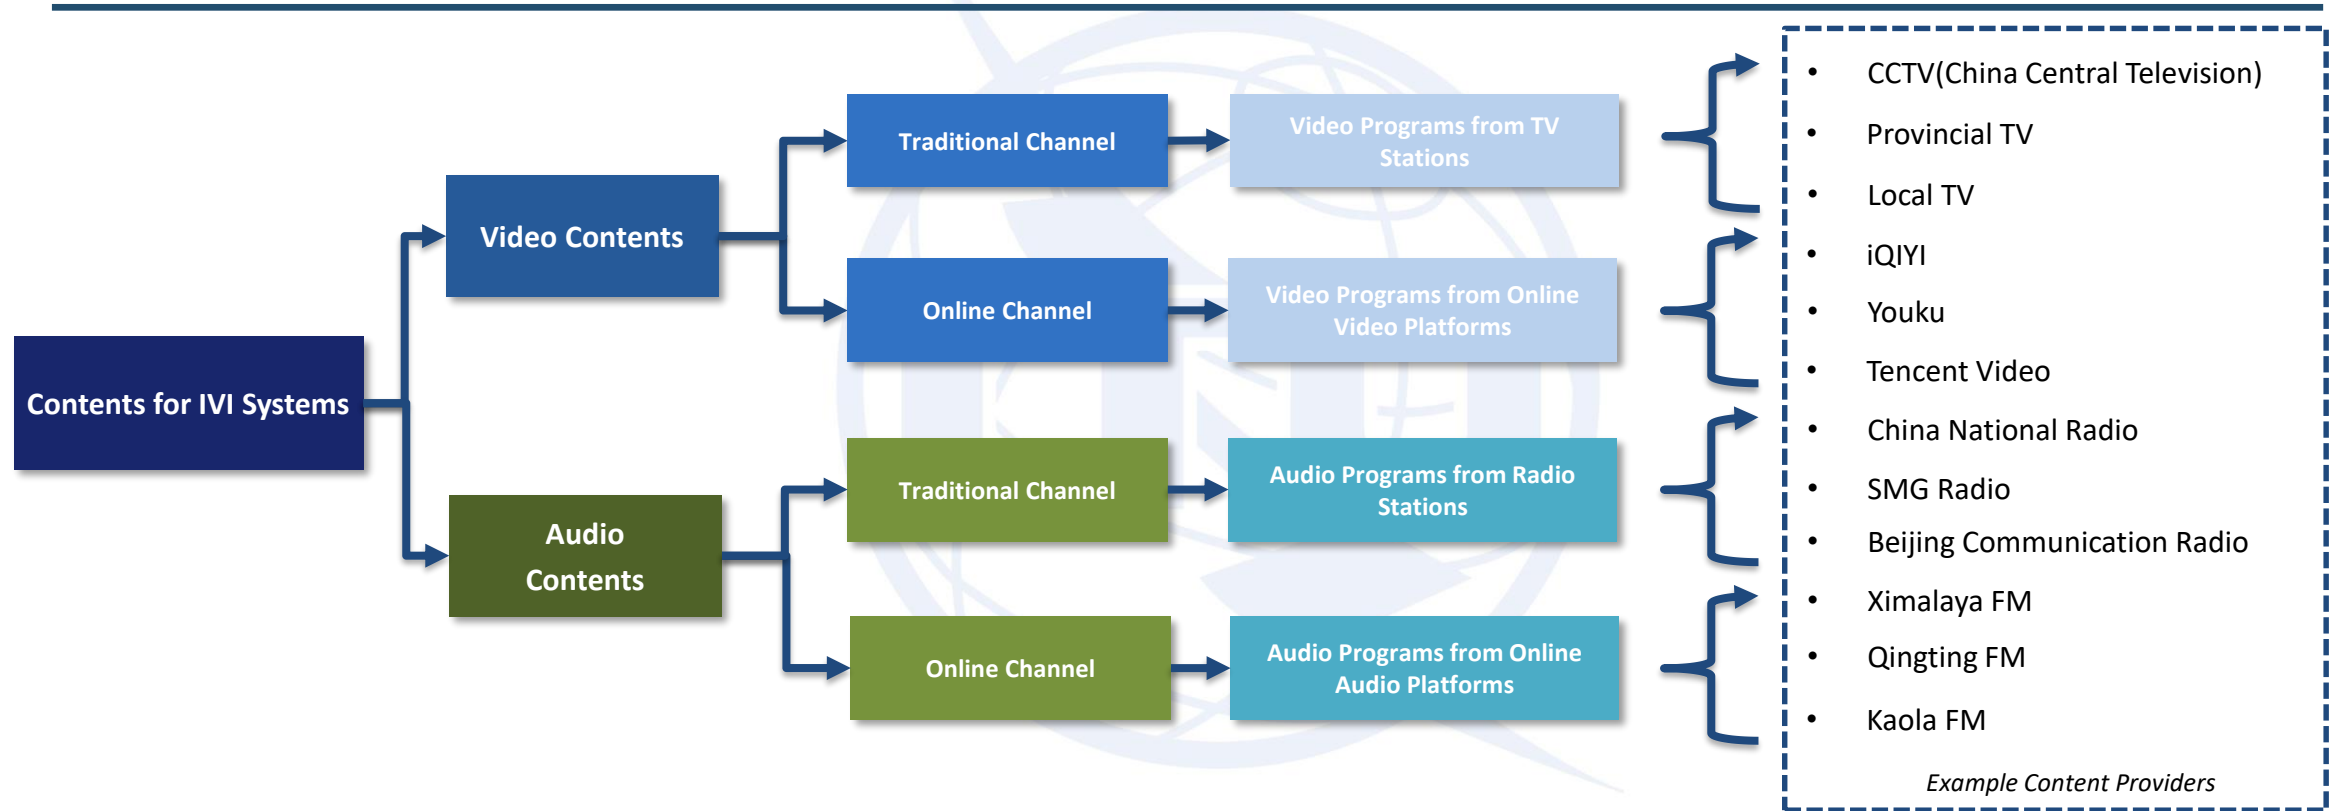 Contents for IVI Systems
Video Contents
Audio
Contents
Traditional Channel
Online Channel
Traditional Channel
Online Channel
Video Programs from TV
Stations
Video Programs from Online
Video Platforms
Audio Programs from Radio
Stations
Audio Programs from Online
Audio Platforms
• CCTV(China Central Television)
• Provincial TV
• Local TV
• iQIYI
• Youku
• Tencent Video
• China National Radio
• SMG Radio
• Beijing Communication Radio
• Ximalaya FM
• Qingting FM
• Kaola FM
Example Content Providers
ITU